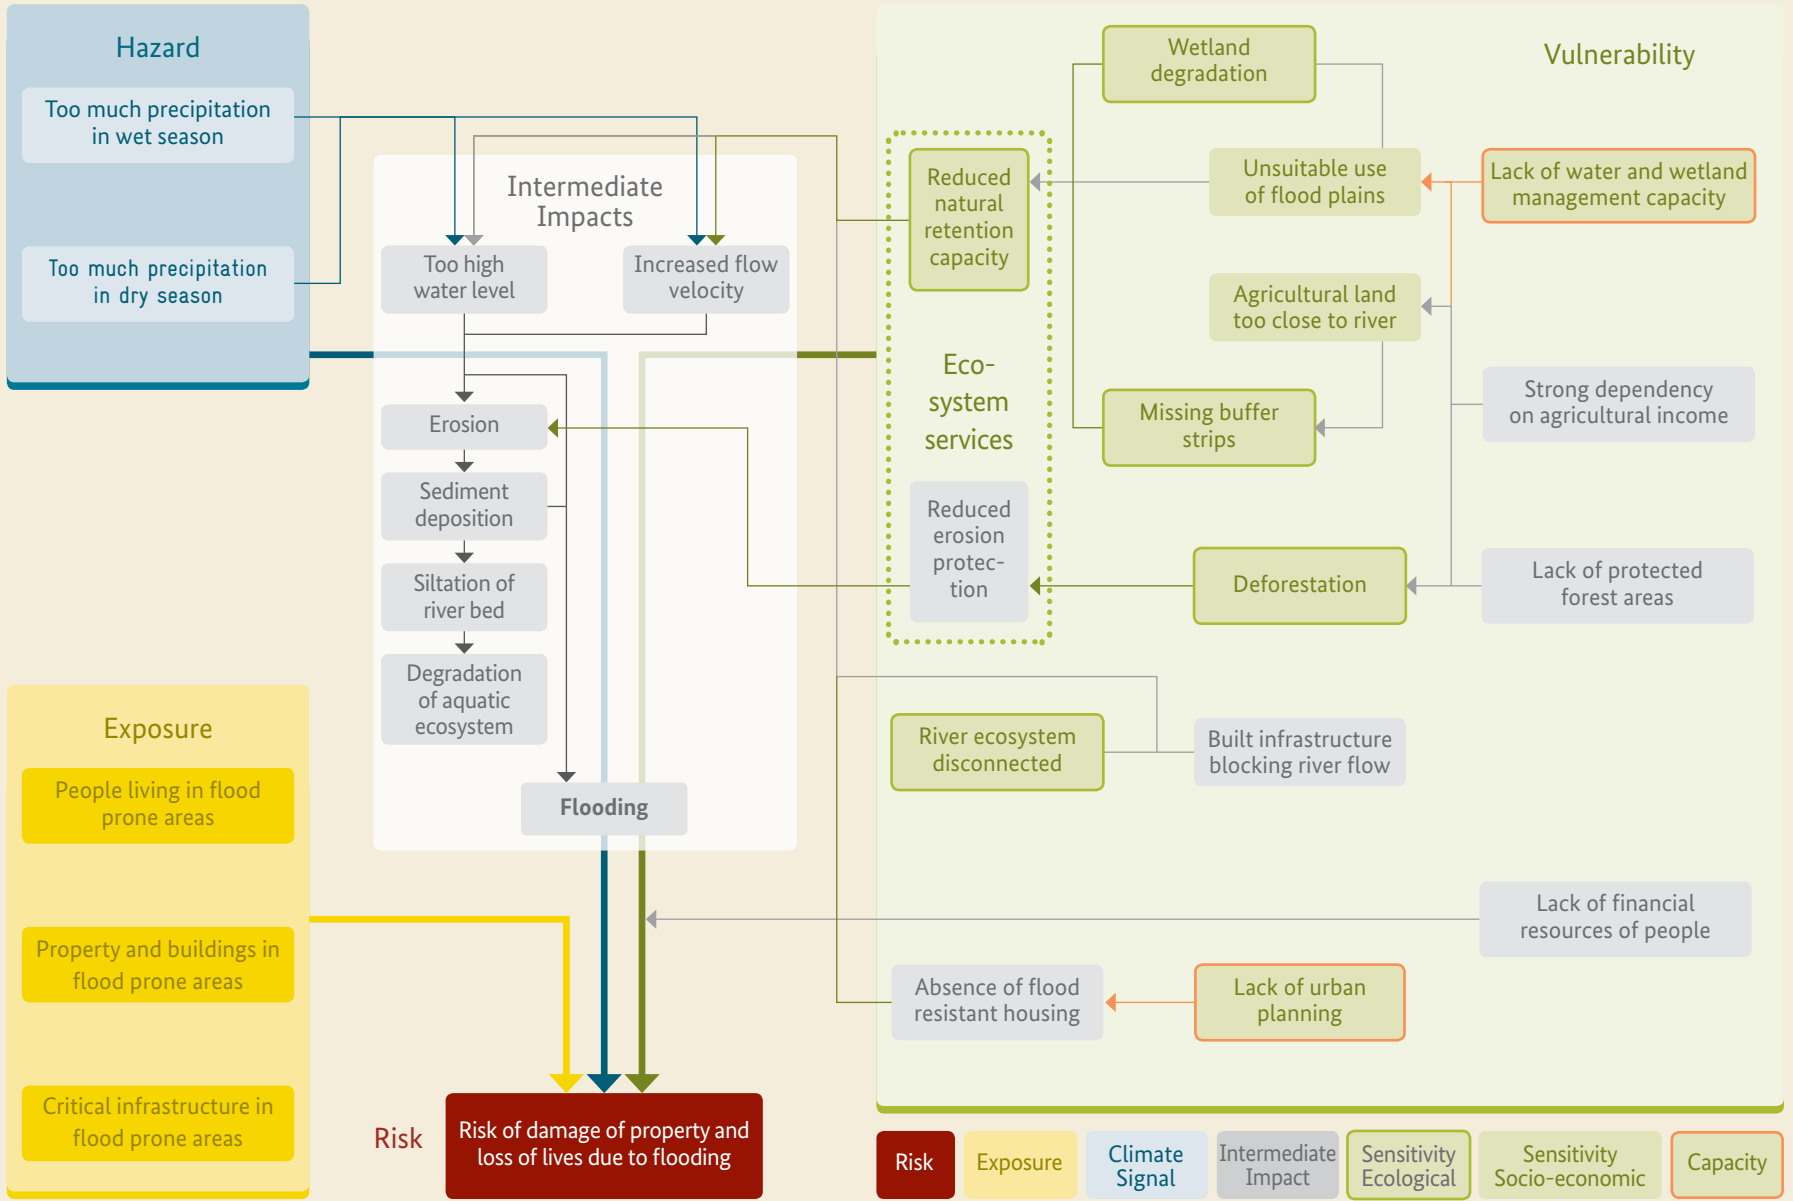 Hazard
Too much precipitation
in wet season
Too much precipitation
in dry season
Intermediate
Impacts
Too high
water level
Increased flow
velocity
Erosion
Sediment
deposition
Siltation of
river bed
Degradation
of aquatic
ecosystem
Flooding
Exposure
People living in flood
prone areas
Property and buildings in
flood prone areas
Critical infrastructure in
flood prone areas
Risk
Risk of damage of property and
loss of lives due to flooding
Vulnerability
Wetland
degradation
Reduced
natural
retention
capacity
Unsuitable use
of flood plains
Lack of water and wetland
management capacity
Agricultural land
too close to river
Eco-
system
services
Strong dependency
on agricultural income
Missing buffer
strips
Reduced
erosion
protec-
tion
Deforestation
Lack of protected
forest areas
River ecosystem
disconnected
Built infrastructure
blocking river flow
Lack of financial
resources of people
Absence of flood
resistant housing
Lack of urban
planning
Risk
Exposure
Climate
Signal
Intermediate
Impact
Sensitivity
Ecological
Sensitivity
Socio-economic
Capacity